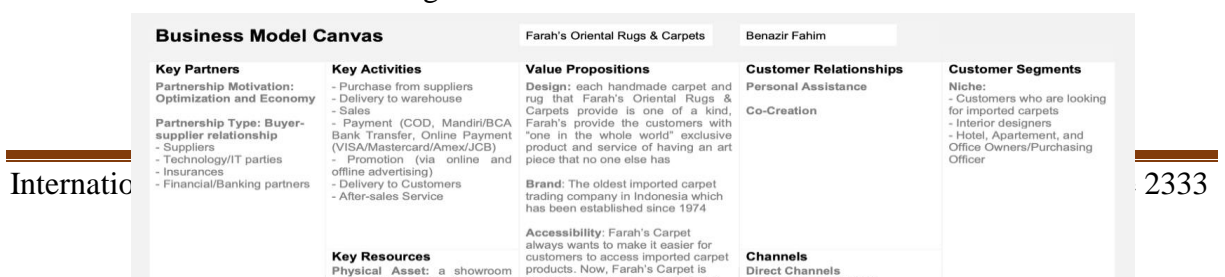 Business Model Canvas
Farah's Oriental Rugs & Carpets
Benazir Fahim
Key Partners
Partnership Motivation:
Optimization and Economy
Partnership Type: Buyer-
supplier relationship
- Suppliers
- Technology/IT parties
- Insurances
- Financial/Banking partners
Key Activities
- Purchase from suppliers
- Delivery to warehouse
- Sales
- Payment (COD, Mandiri/BCA
Bank Transfer, Online Payment
(VISA/Mastercard/Amex/JCB)
- Promotion (via online and
offline advertising)
- Delivery to Customers
- After-sales Service
Key Resources
Physical Asset: a showroom
Value Propositions
Design: each handmade carpet and
rug that Farah's Oriental Rugs &
Carpets provide is one of a kind,
Farah's provide the customers with
"one in the whole world" exclusive
product and service of having an art
piece that no one else has
Brand: The oldest imported carpet
trading company in Indonesia which
has been established since 1974
Accessibility: Farah's Carpet
always wants to make it easier for
customers to access imported carpet
products. Now, Farah's Carpet is
Customer Relationships
Personal Assistance
Co-Creation
Channels
Direct Channels
Customer Segments
Niche:
- Customers who are looking
for imported carpets
- Interior designers
- Hotel, Apartement, and
Office Owners/Purchasing
Officer
2333